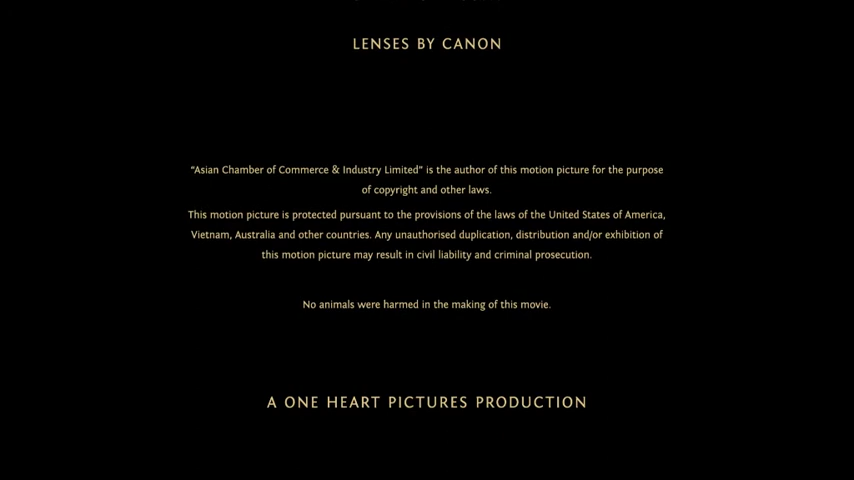 LENSES BY CANON
“Asian Chamber of Commerce & Industry Limited” is the author of this motion picture for the purpose
of copyright and other laws.
This motion picture is protected pursuant to the provisions of the laws of the United States of America,
Vietnam, Australia and other countries. Any unauthorised duplication, distribution and/or exhibition of
this motion picture may result in civil liability and criminal prosecution.
No animals were harmed in the making of this movie.
A ONE HEART PICTURES PRODUCTION